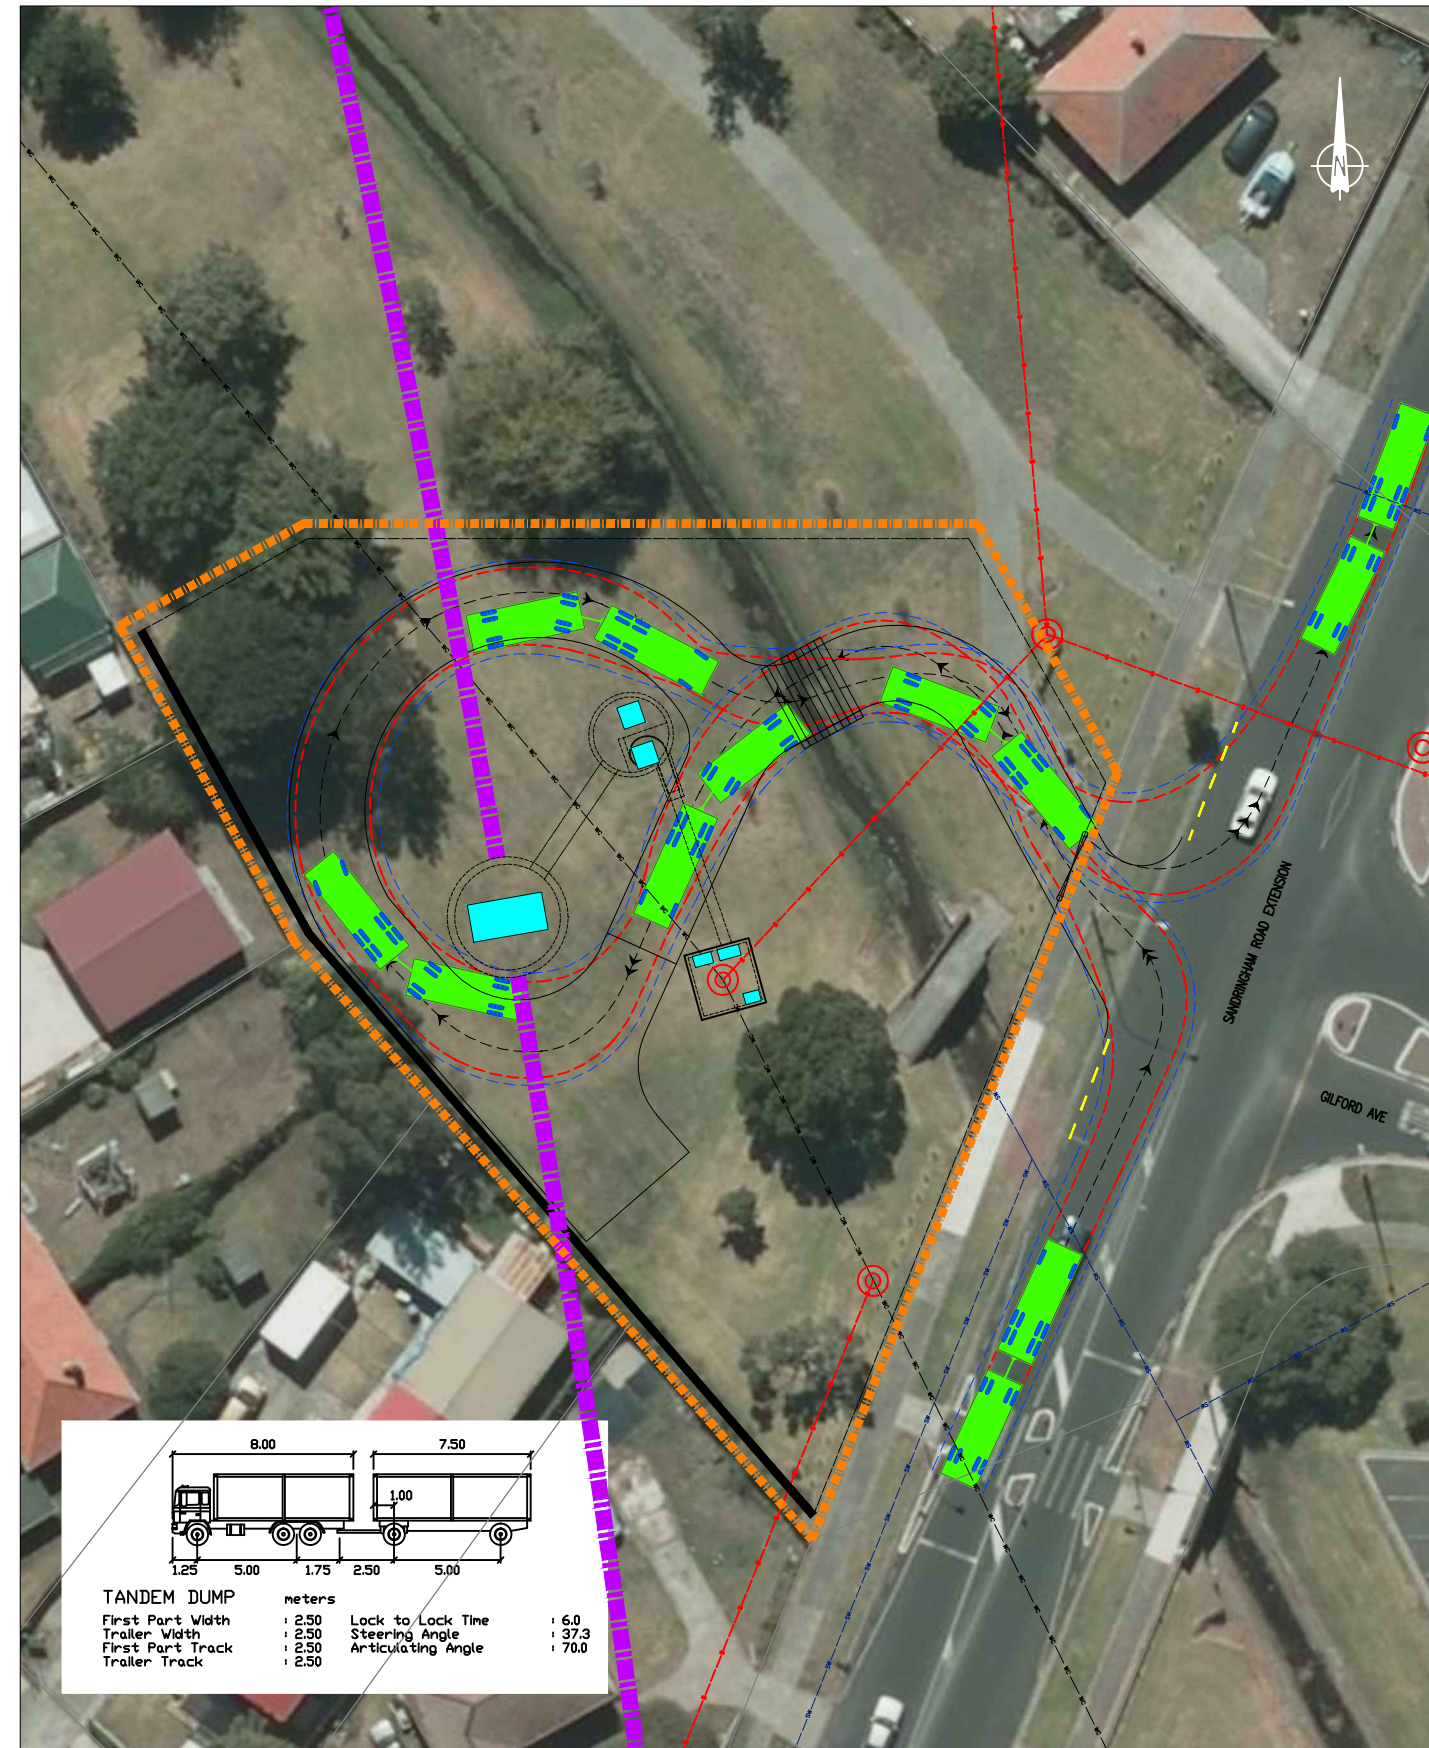 N
SANDRINGHAM ROAD EXTENSION
GILFORD AVE
8.00 7.50
1.00
1.25 5.00 1.75 2.50 5.00
TANDEM DUMP meters
First Part Width : 2.50 Lock to Lock Time : 6.0
Trailer Width : 2.50 Steering Angle : 37.3
First Part Track : 2.50 Articulating Angle : 70.0
Trailer Track : 2.50